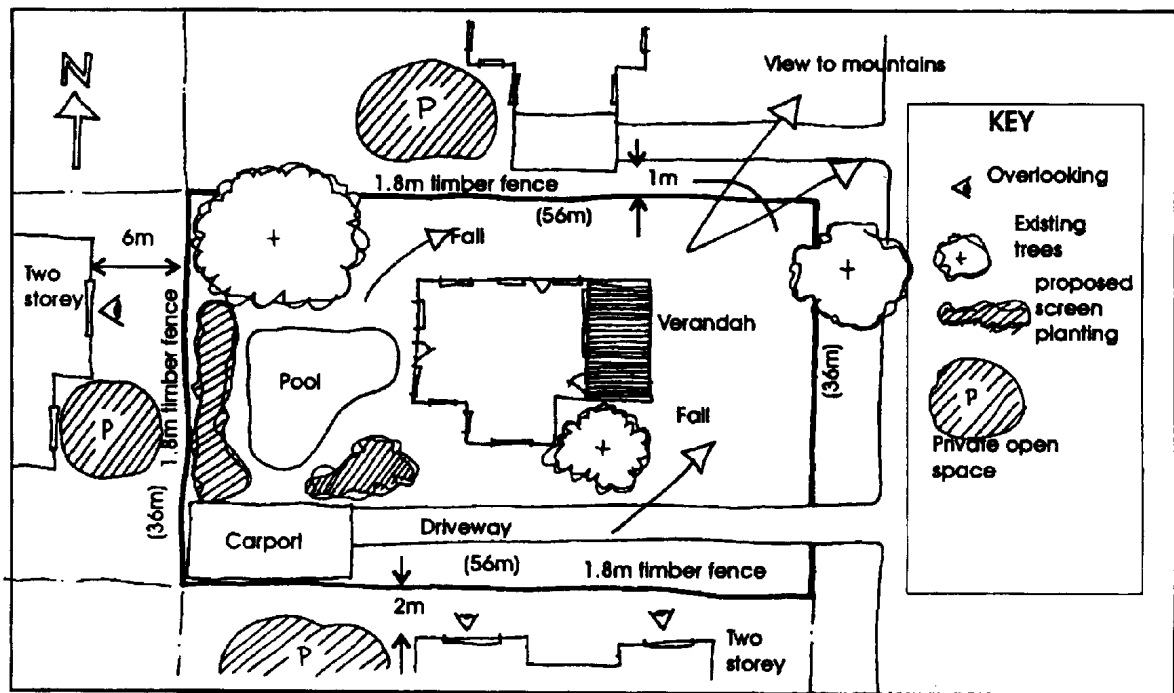 N
P
View to mountains
KEY
Overlooking
Existing
trees
proposed
screen
planting
P
Private open
space
1.8m timber fence
1m
(56m)
6m
Fall
Two
storey
Verandah
1.8m timber fence
Pool
(36m)
P
Fall
(36m)
Carport
Driveway
(56m)
1.8m timber fence
2m
P
Two
storey